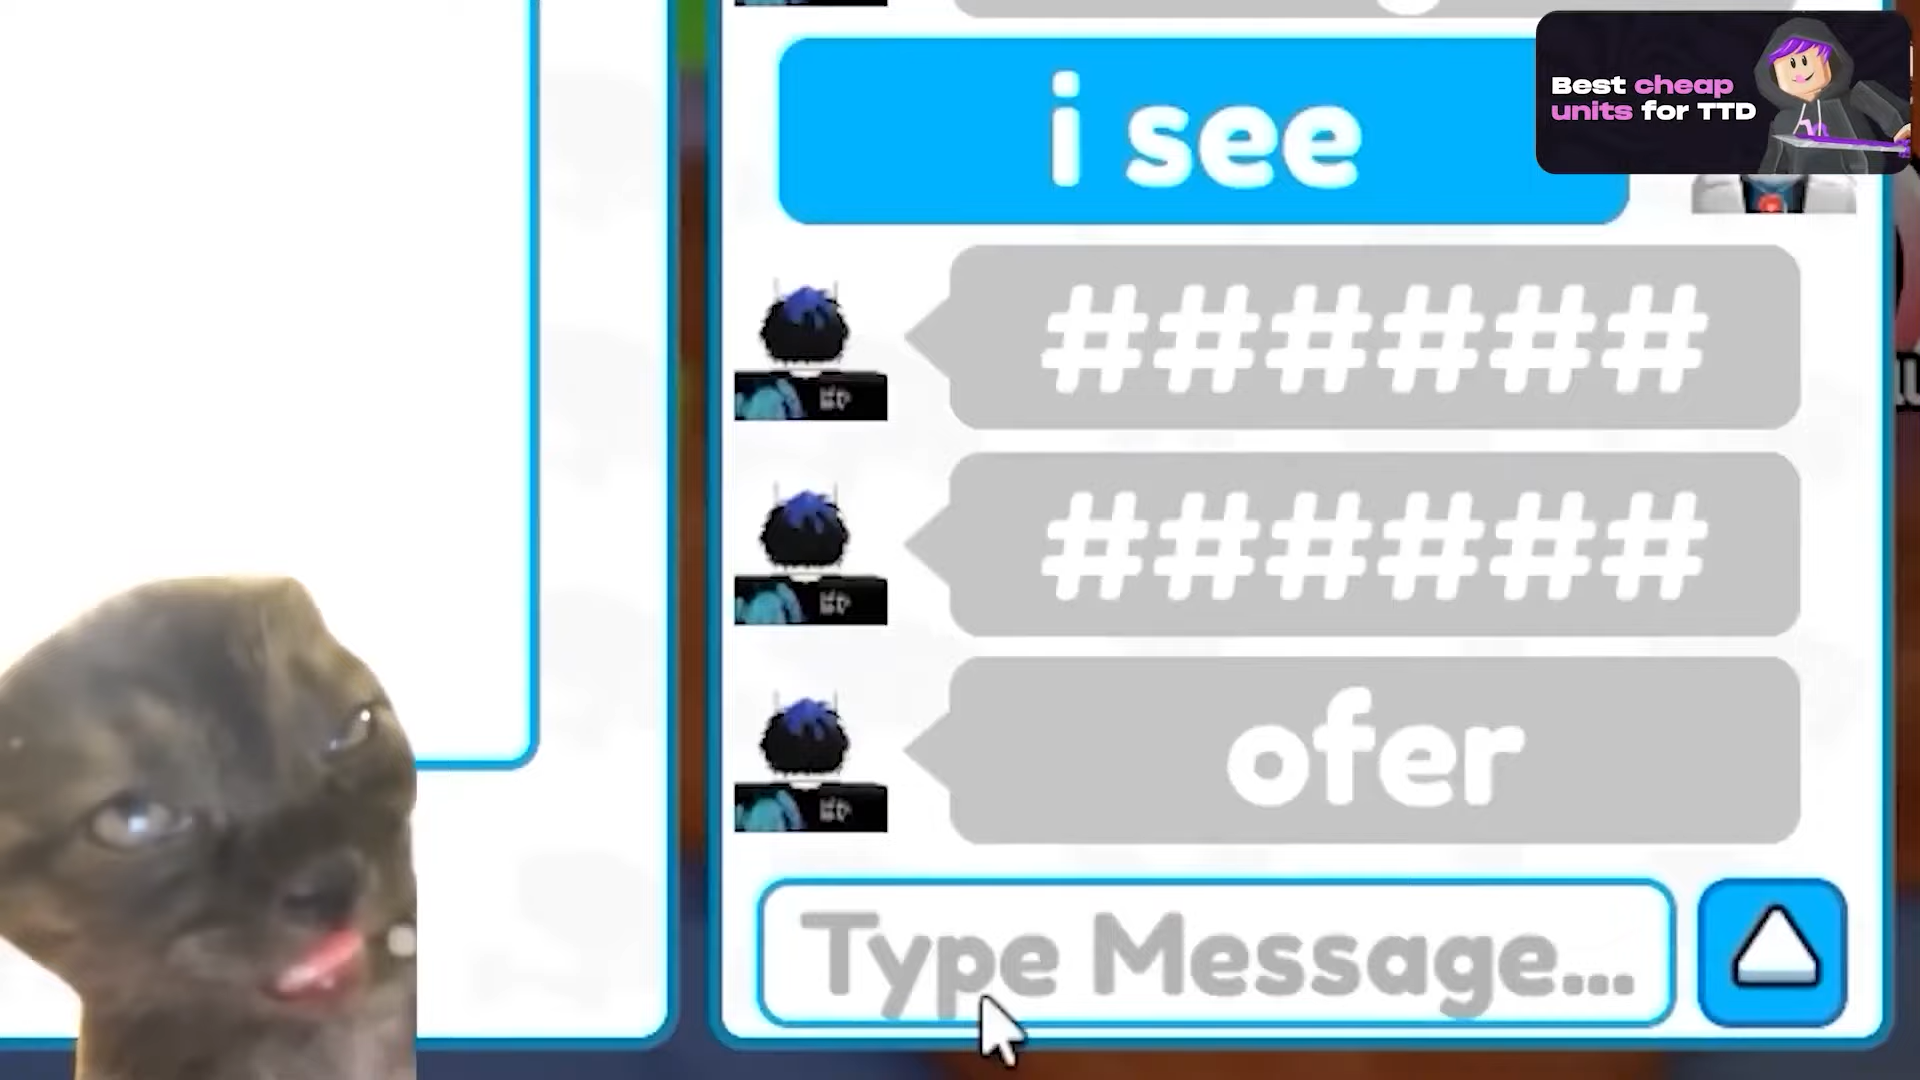 i see
Best cheap
units for TTD
######
######
ofer
Type Message...